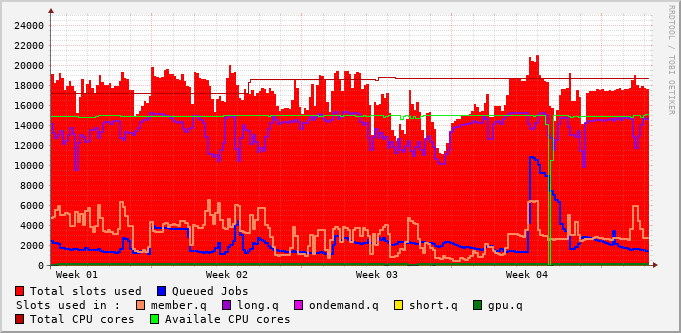 RRDTOOL / TOBI OETIKER
24000
22000
20000
18000
16000
14000
12000
10000
8000
6000
4000
2000
0
Week 01 Week 02 Week 03 Week 04
Total slots used Queued Jobs
Slots used in : member.q long.q ondemand.q short.q gpu.q
Total CPU cores Availale CPU cores